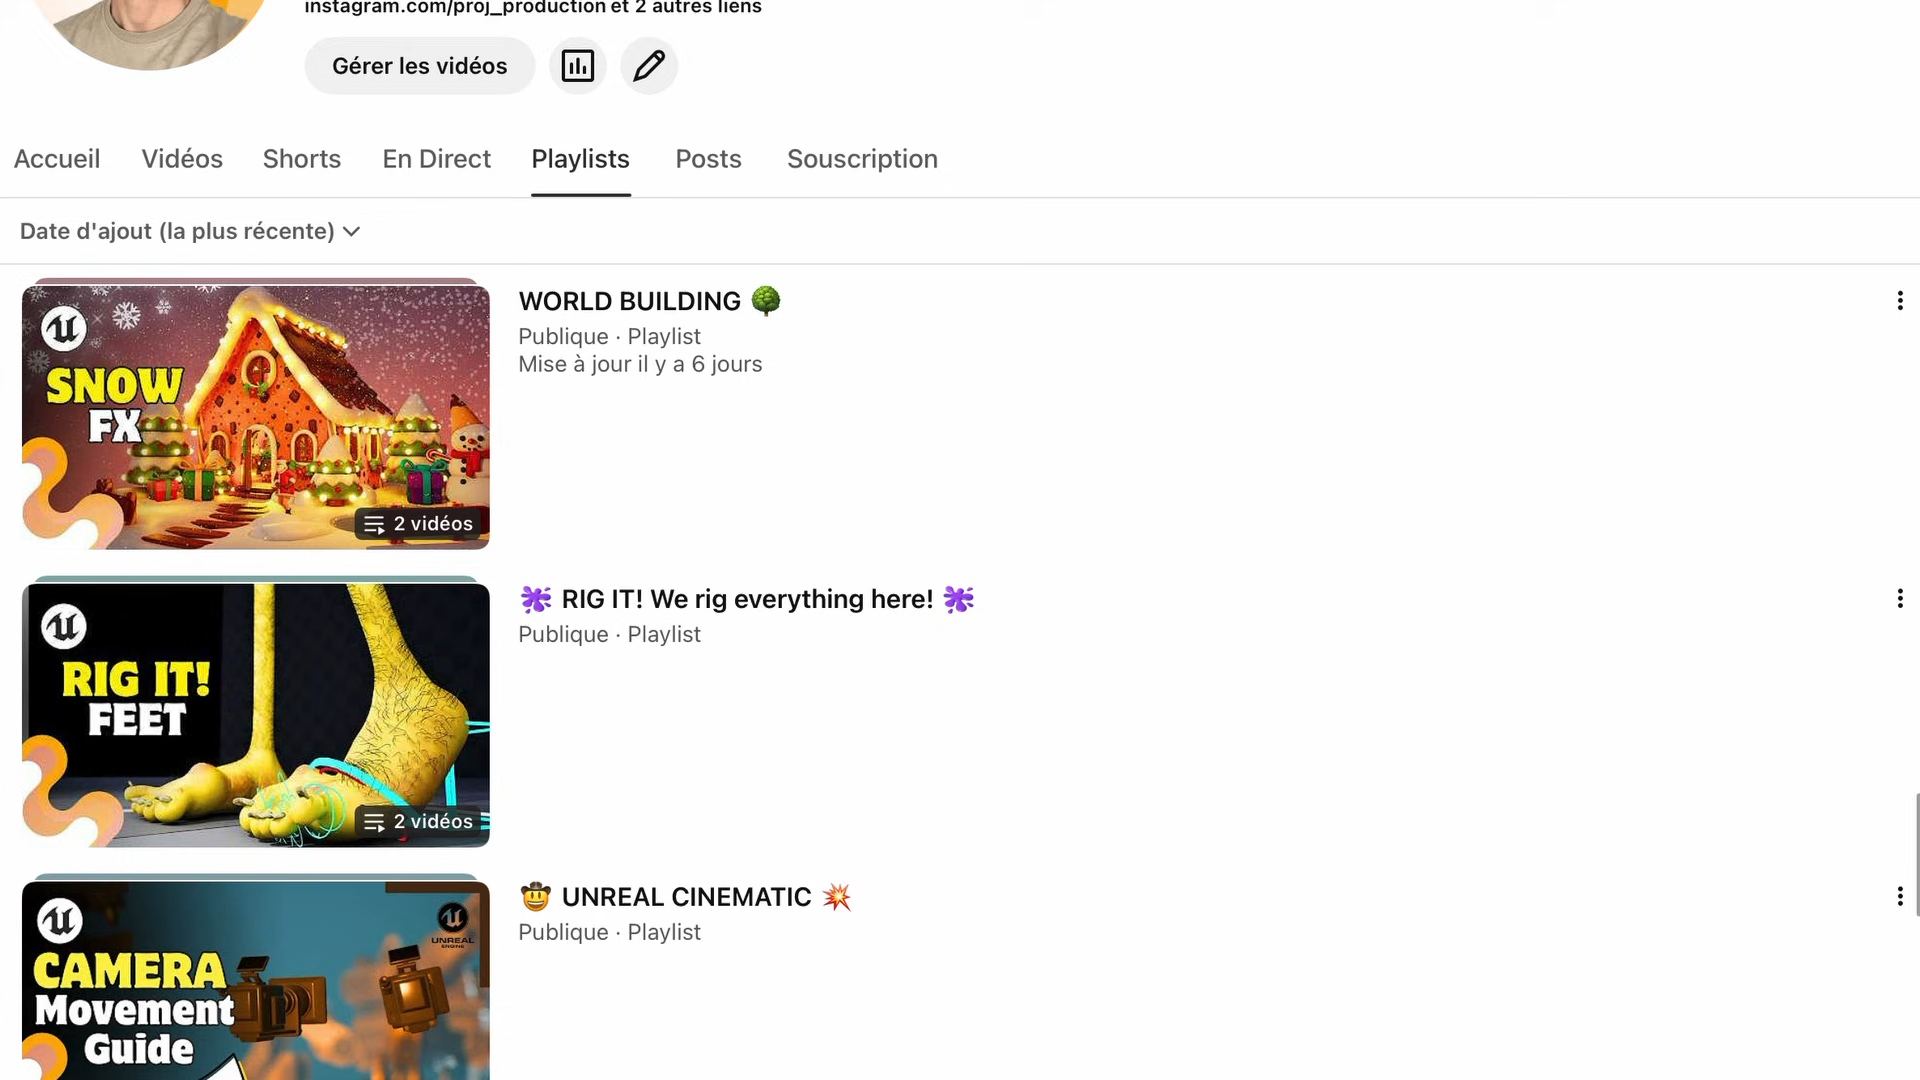 instagram.com/proj_production et 2 autres liens
Gérer les vidéos
Accueil Vidéos Shorts En Direct Playlists Posts Souscription
Date d'ajout (la plus récente)
SNOW
FX
2 vidéos
WORLD BUILDING
Publique · Playlist
Mise à jour il y a 6 jours
RIG IT!
FEET
2 vidéos
RIG IT! We rig everything here!
Publique · Playlist
CAMERA
Movement
Guide
UNREAL
ENGINE
UNREAL CINEMATIC
Publique · Playlist